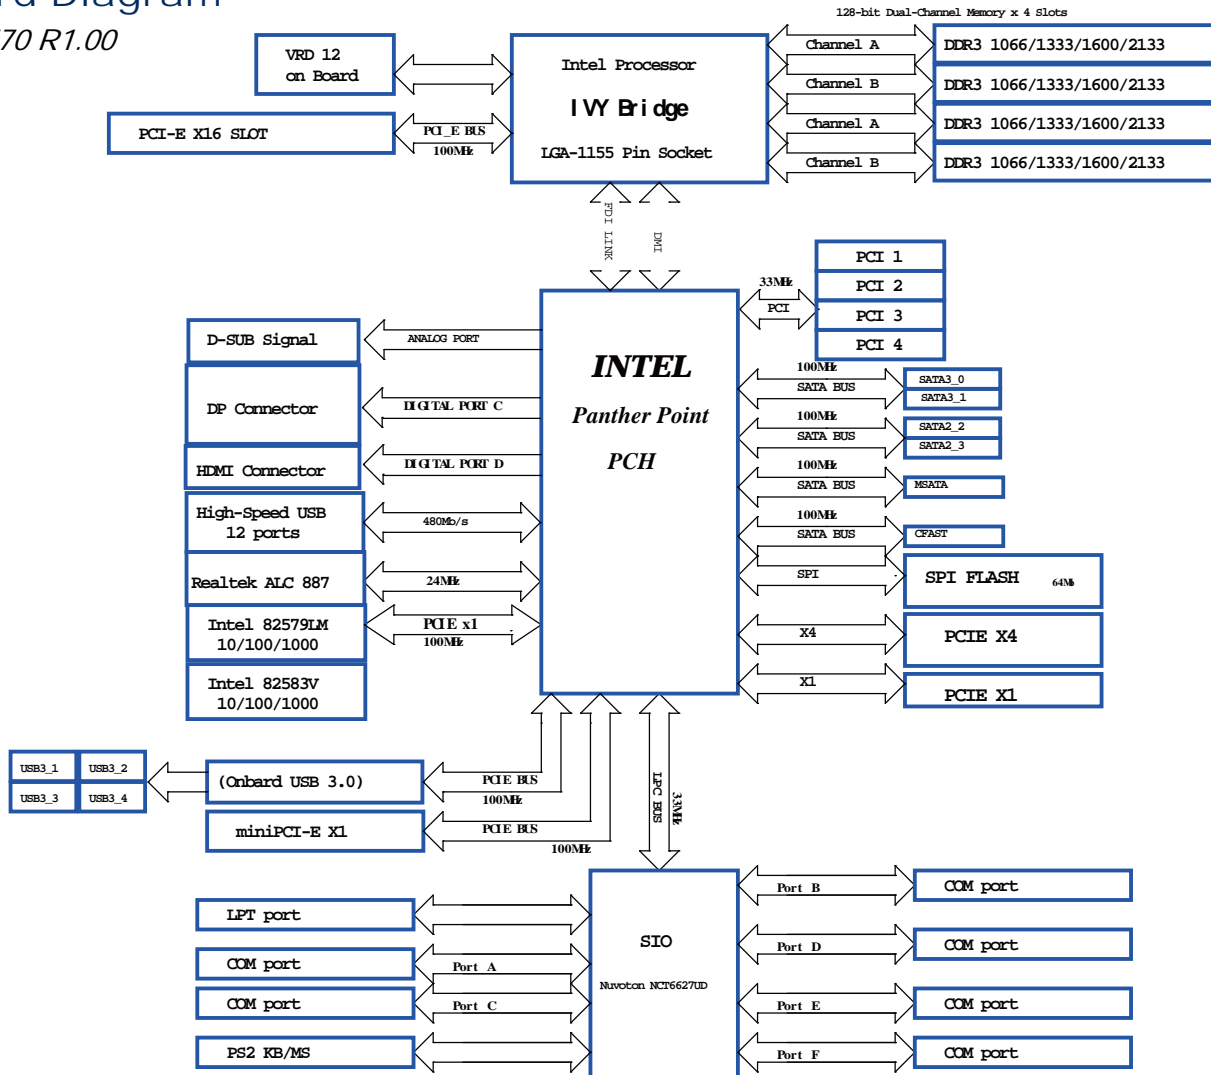 rd Diagram
70 R1.00
128-bit Dual-Channel Memory x 4 Slots
VRD 12
on Board
Intel Processor
IVY Bridge
LGA-1155 Pin Socket
Channel A
DDR3 1066/1333/1600/2133
Channel B
DDR3 1066/1333/1600/2133
Channel A
DDR3 1066/1333/1600/2133
Channel B
DDR3 1066/1333/1600/2133
PCI-E X16 SLOT
PCI_E BUS
100MHz
FDI LINK
DMI
33MHz
PCI
PCI 1
PCI 2
PCI 3
PCI 4
INTEL
Panther Point
PCH
D-SUB Signal
ANALOG PORT
DP Connector
DIGITAL PORT C
HDMI Connector
DIGITAL PORT D
High-Speed USB
12 ports
480Mb/s
Realtek ALC 887
24MHz
Intel 82579LM
10/100/1000
PCIE x1
100MHz
Intel 82583V
10/100/1000
100MHz
SATA BUS
SATA3_0
SATA3_1
100MHz
SATA BUS
SATA2_2
SATA2_3
100MHz
SATA BUS
MSATA
100MHz
SATA BUS
CFAST
SPI
SPI FLASH
64Mb
X4
PCIE X4
X1
PCIE X1
USB3_1
USB3_2
USB3_3
USB3_4
(Onbard USB 3.0)
PCIE BUS
100MHz
miniPCI-E X1
PCIE BUS
100MHz
LPC BUS
33MHz
SIO
Nuvoton NCT6627UD
LPT port
COM port
Port A
COM port
Port C
PS2 KB/MS
Port B
COM port
Port D
COM port
Port E
COM port
Port F
COM port